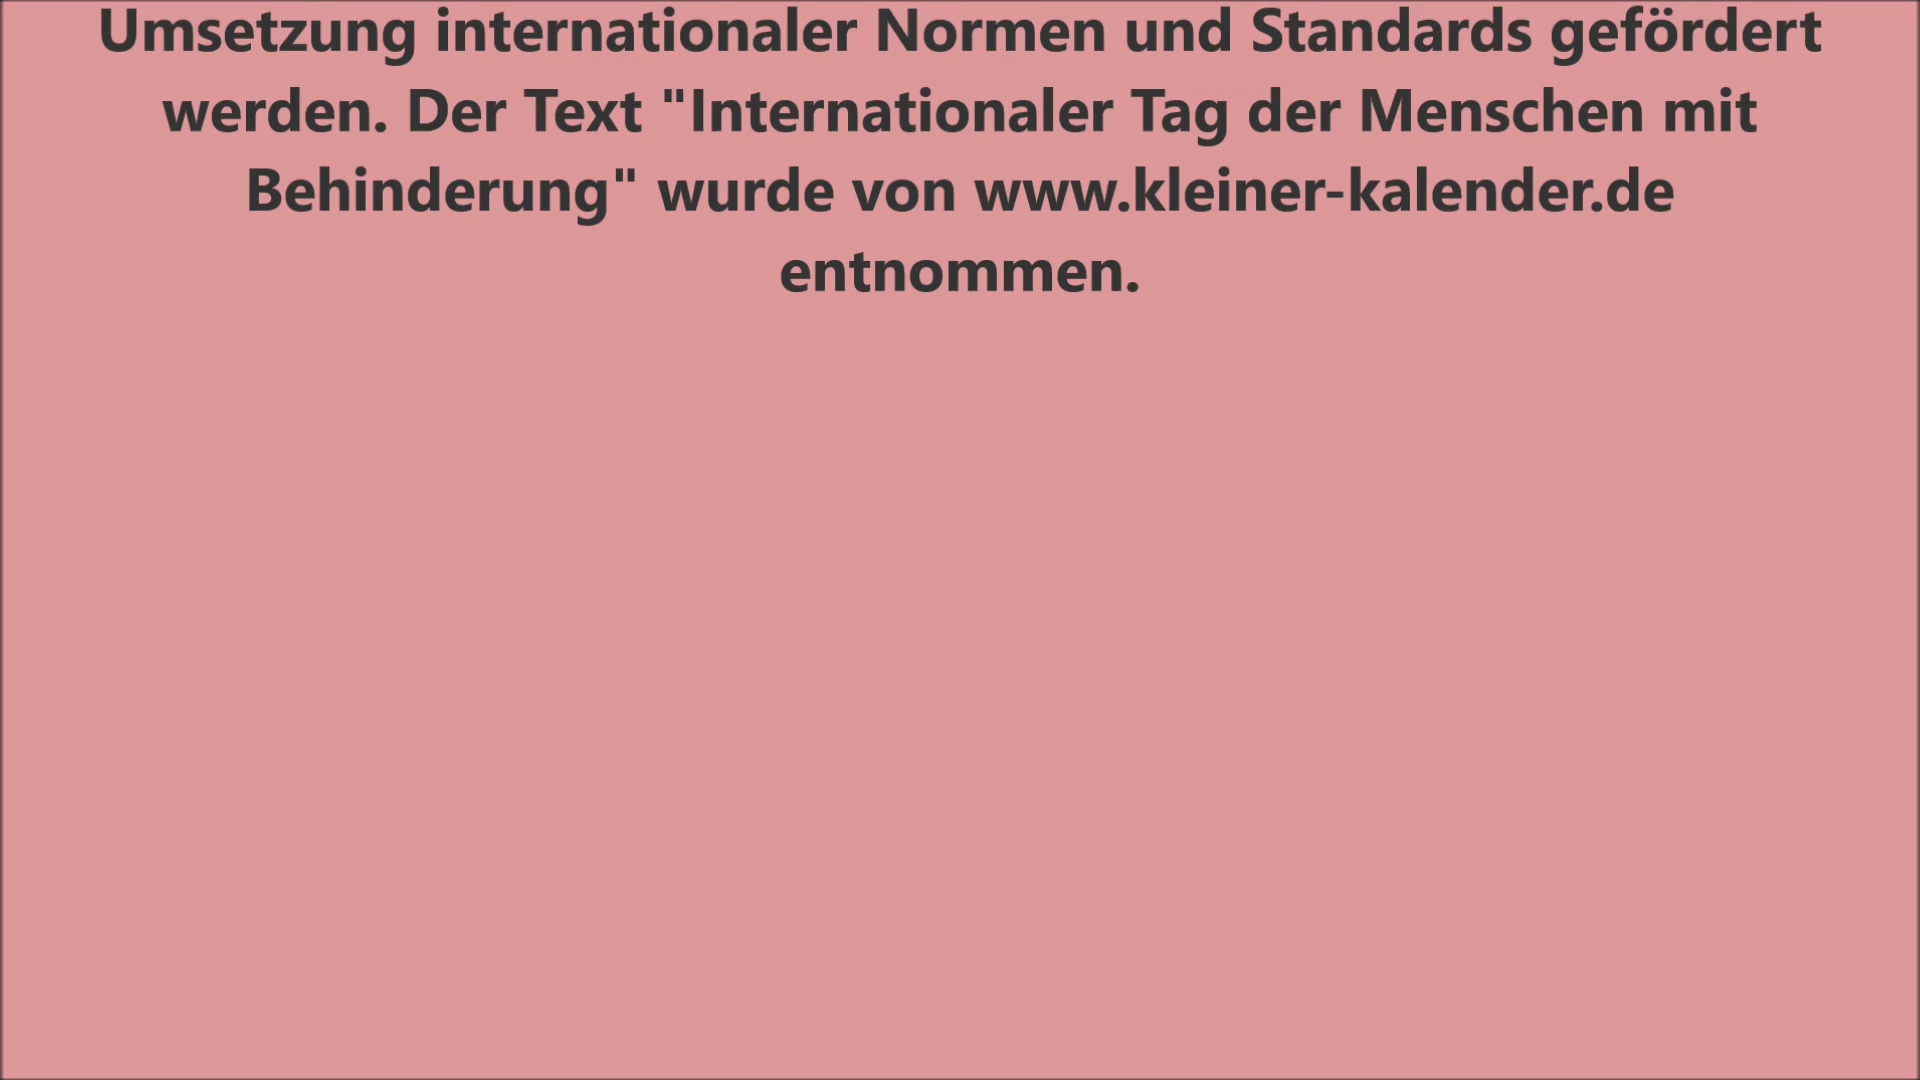 Umsetzung internationaler Normen und Standards gefördert
werden. Der Text "Internationaler Tag der Menschen mit
Behinderung" wurde von www.kleiner-kalender.de
entnommen.